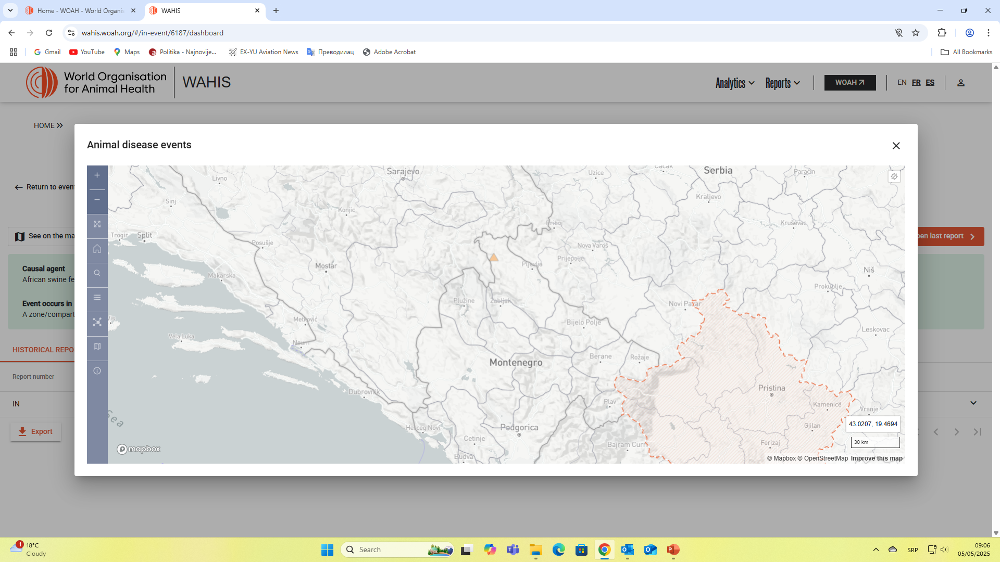 Home - WOAH - World Organis
WAHIS
wahis.woah.org/#/in-event/6187/dashboard
Gmail
YouTube
Maps
Politika - Najnovije...
EX-YU Aviation News
Преводилац
Adobe Acrobat
All Bookmarks
World Organisation
for Animal Health
WAHIS
Analytics
Reports
WOAH
EN FR ES
HOME
Animal disease events
Return to even
See on the ma
pen last report
Causal agent
African swine fe
Event occurs in
A zone/compart
HISTORICAL REPO
Report number
IN
Export
Sarajevo
Uzice
Cacak
Serbia
Paraćin
Livno
Kraljevo
Sinj
Konjic
Priboj
Kruševac
Trogir
Split
Posušje
Nova Varoš
Prijepolje
Mostar
Pljevlja
Niš
Makarska
Prokuplje
Plužine
Žabljak
Novi Pazar
Vis
Metković
Bijelo Polje
Leskovac
Vela Luka
Neum
Montenegro
Berane
Rožaje
Dubrovnik
Pristina
Plav
Kamenicë
Vranje
Sea
Herceg Novi
Podgorica
Gjilan
43.0207, 19.4694
Cetinje
Bajram Curri
Ferizaj
30 km
mapbox
Budva
© Mapbox © OpenStreetMap Improve this map
1
18°C
Cloudy
Search
SRP
09:06
05/05/2025